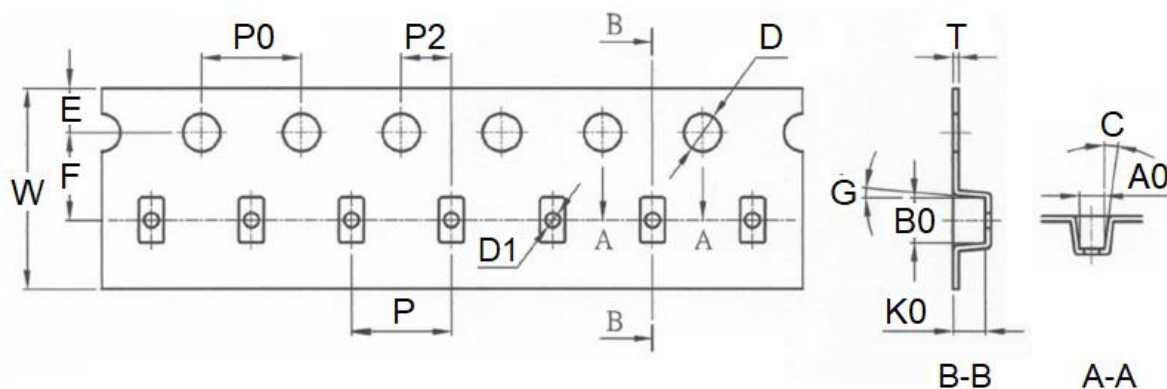 P0 P2 B D T
E
C
W F G A0
B0
A A
D1
P K0
B
B-B A-A